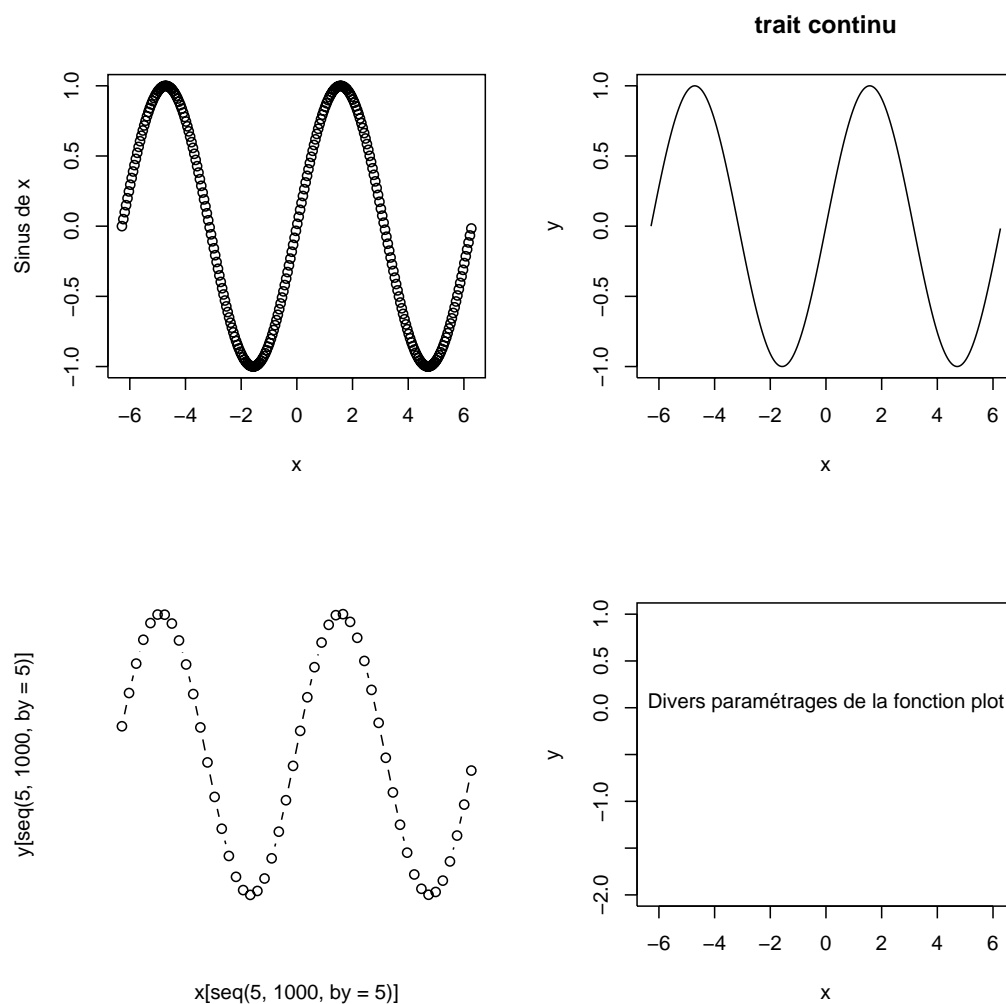 Sinus de x
1.0
0.5
0.0
−0.5
−1.0
−6 −4 −2 0 2 4 6
x
trait continu
y
1.0
0.5
0.0
−0.5
−1.0
−6 −4 −2 0 2 4 6
x
y[seq(5, 1000, by = 5)]
x[seq(5, 1000, by = 5)]
y
1.0
0.5
0.0
−1.0
−2.0
Divers paramétrages de la fonction plot
−6 −4 −2 0 2 4 6
x